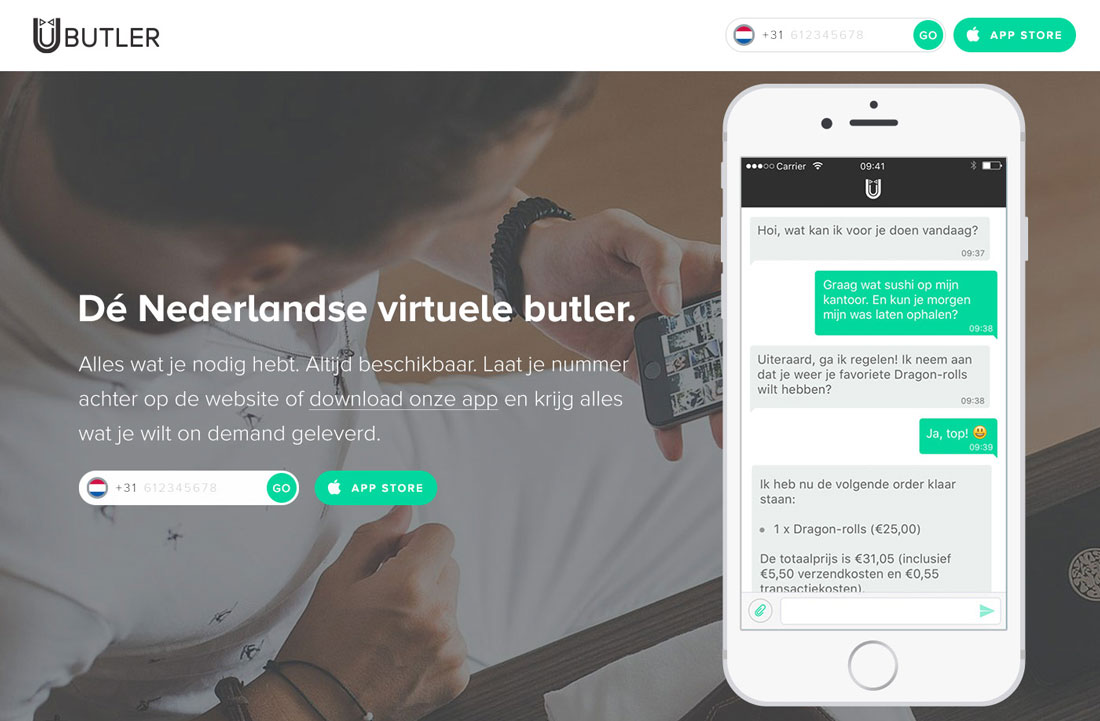 ÜBUTLER
+31 612345678 GO
APP STORE
Dé Nederlandse virtuele butler.
Alles wat je nodig hebt. Altijd beschikbaar. Laat je nummer
achter op de website of download onze app en krijg alles
wat je wilt on demand geleverd.
+31 612345678 GO
APP STORE
Carrier 09:41
Ü
Hoi, wat kan ik voor je doen vandaag?
09:37
Graag wat sushi op mijn
kantoor. En kun je morgen
mijn was laten ophalen?
09:38
Uiteraard, ga ik regelen! Ik neem aan
dat je weer je favoriete Dragon-rolls
wilt hebben?
09:38
Ja, top! 😃
09:39
Ik heb nu de volgende order klaar
staan:
• 1 x Dragon-rolls (€25,00)
De totaalprijs is €31,05 (inclusief
€5,50 verzendkosten en €0,55
transactiekosten).